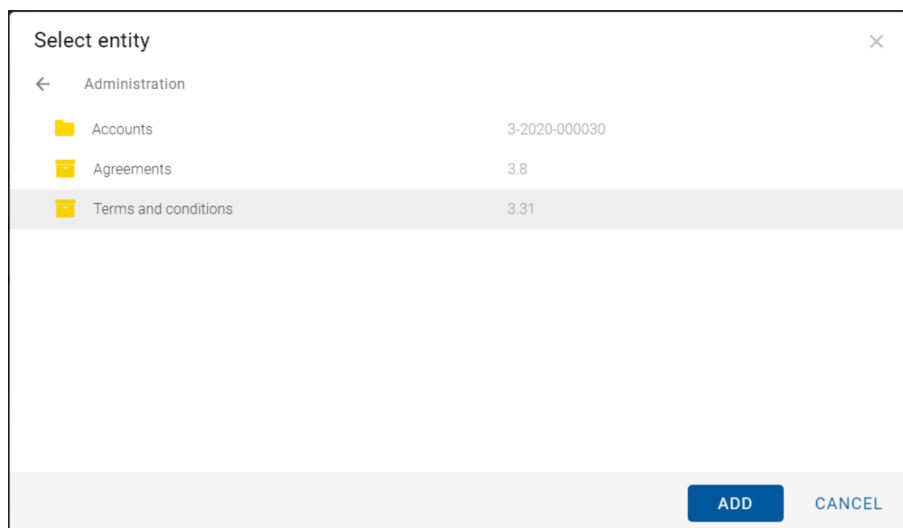 Select entity
Administration
Accounts 3-2020-000030
Agreements 3.8
Terms and conditions 3.31
ADD CANCEL